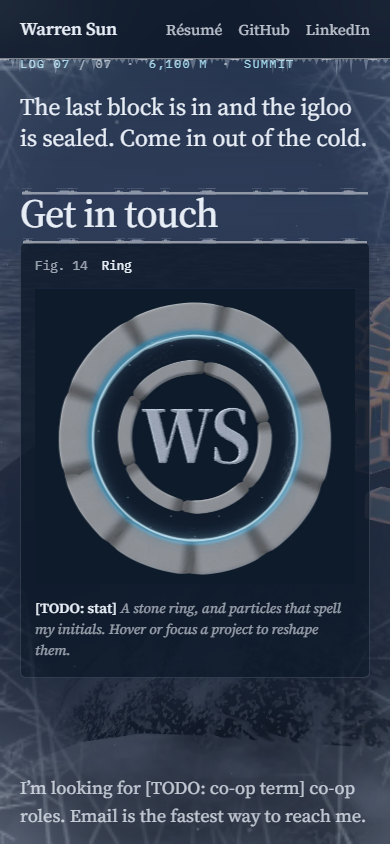 Warren Sun
Résumé GitHub LinkedIn
LOG 07 / 07 · 6,100 M · SUMMIT
The last block is in and the igloo
is sealed. Come in out of the cold.
Get in touch
Fig. 14 Ring
WS
[TODO: stat] A stone ring, and particles that spell
my initials. Hover or focus a project to reshape
them.
I’m looking for [TODO: co-op term] co-op
roles. Email is the fastest way to reach me.